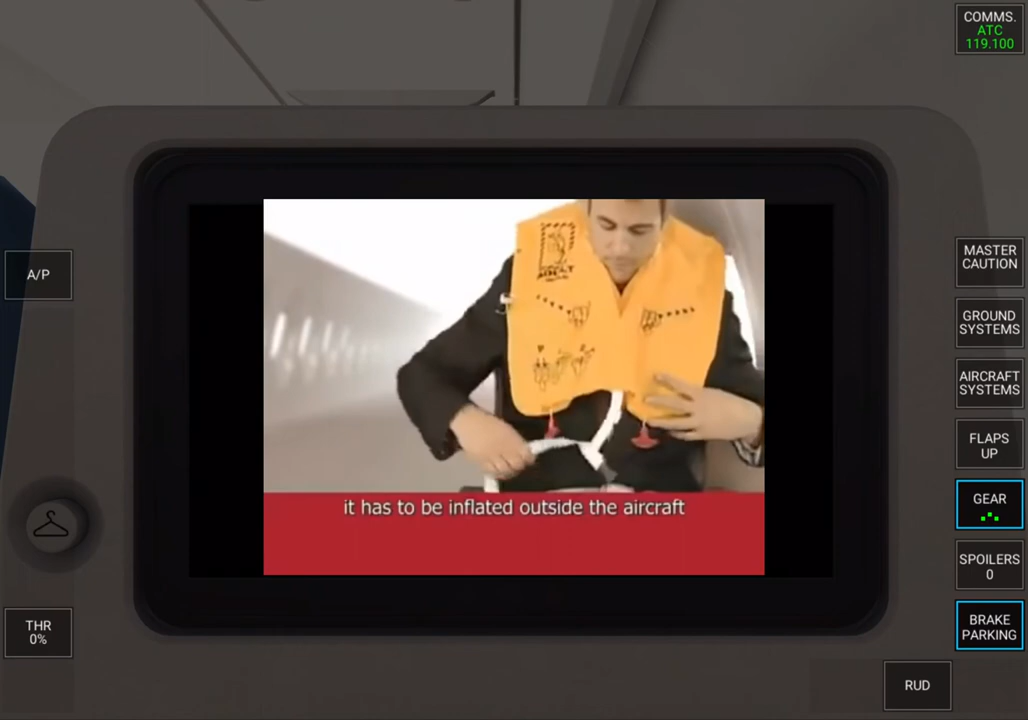 COMMS.
ATC
119.100
A/P
MASTER
CAUTION
GROUND
SYSTEMS
AIRCRAFT
SYSTEMS
FLAPS
UP
GEAR
it has to be inflated outside the aircraft
SPOILERS
0
THR
0%
BRAKE
PARKING
RUD